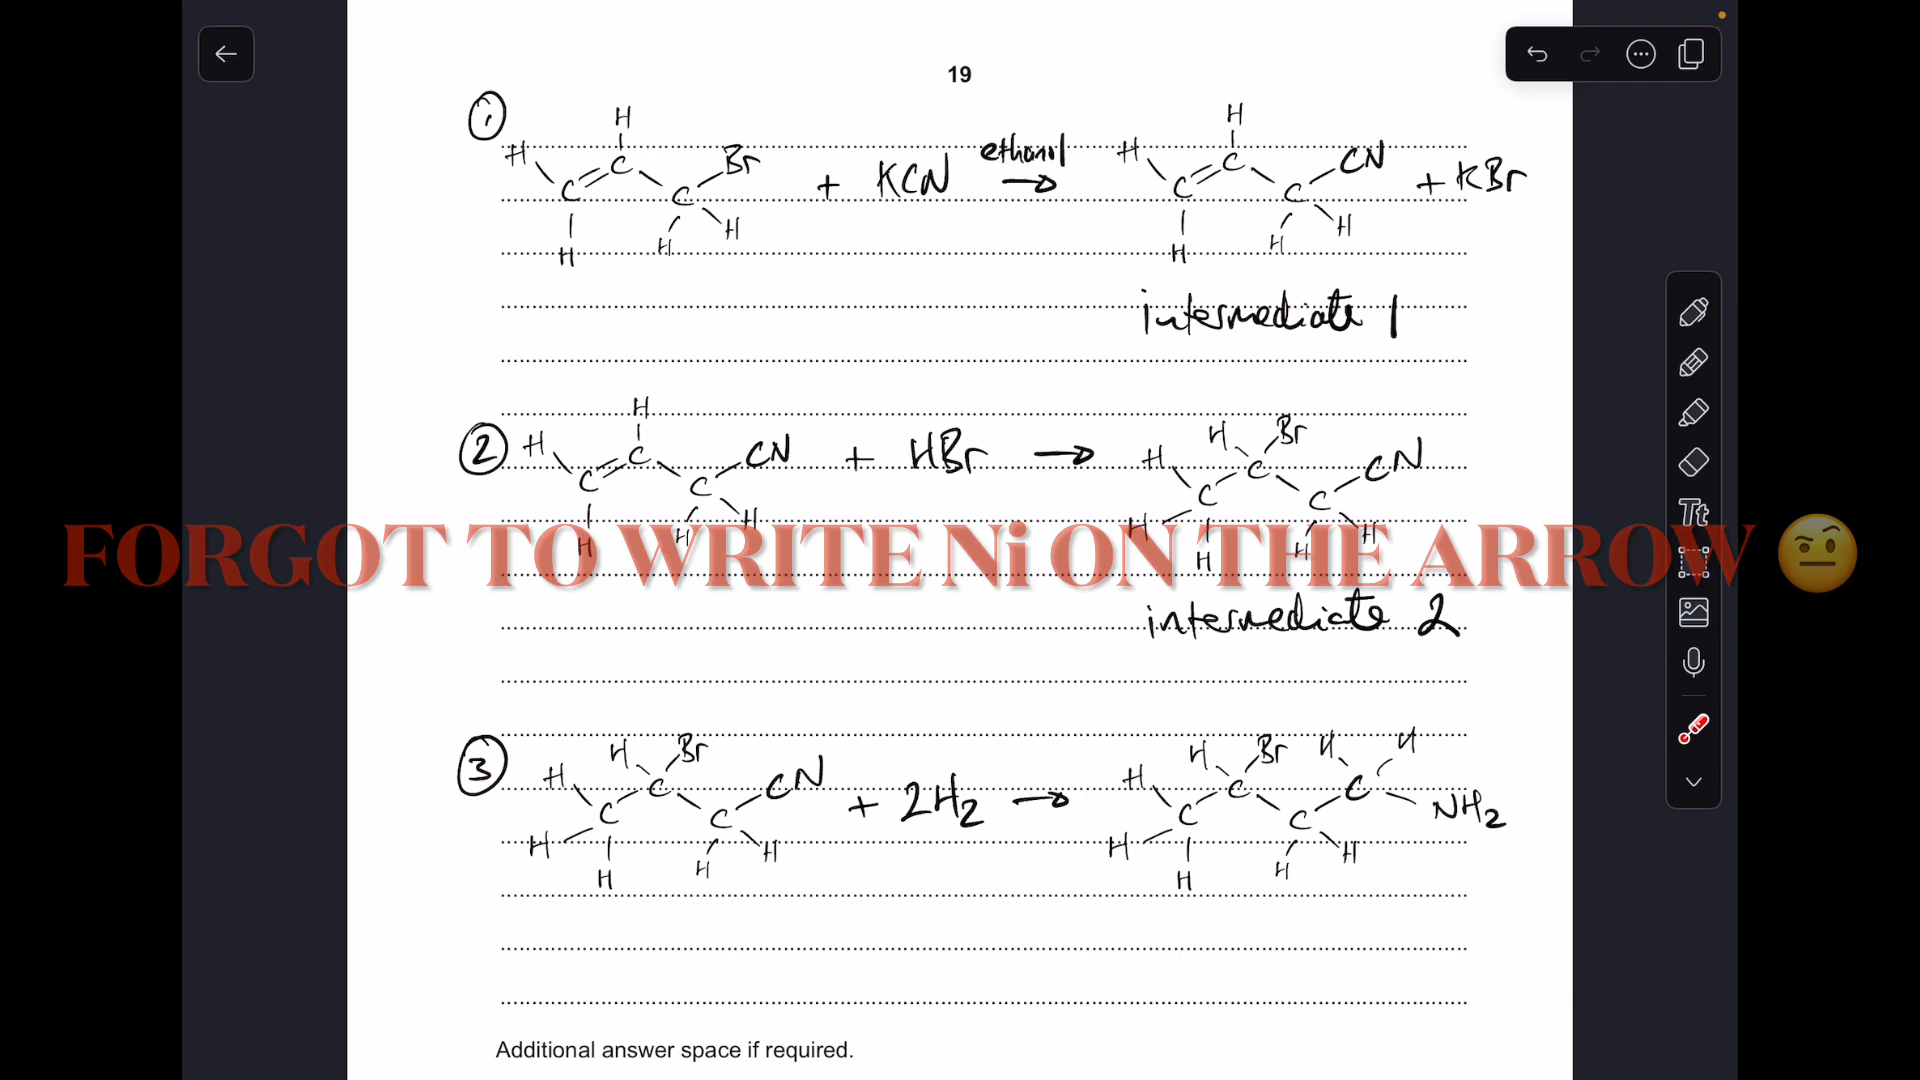 19
1
H
H Br
C=C ethanol H
C + KCN → H C=C CN + KBr
H H H C
H H H
intermediate 1
2
H
H C=C CN + HBr → H Br
H C H C C CN
H H H C
H H H
FORGOT TO WRITE Ni ON THE ARROW 🤨
Tt
intermediate 2
3
H Br H Br H H
H C CN + 2H2 → H C C NH2
C C C C
H H H H
H H H H
Additional answer space if required.